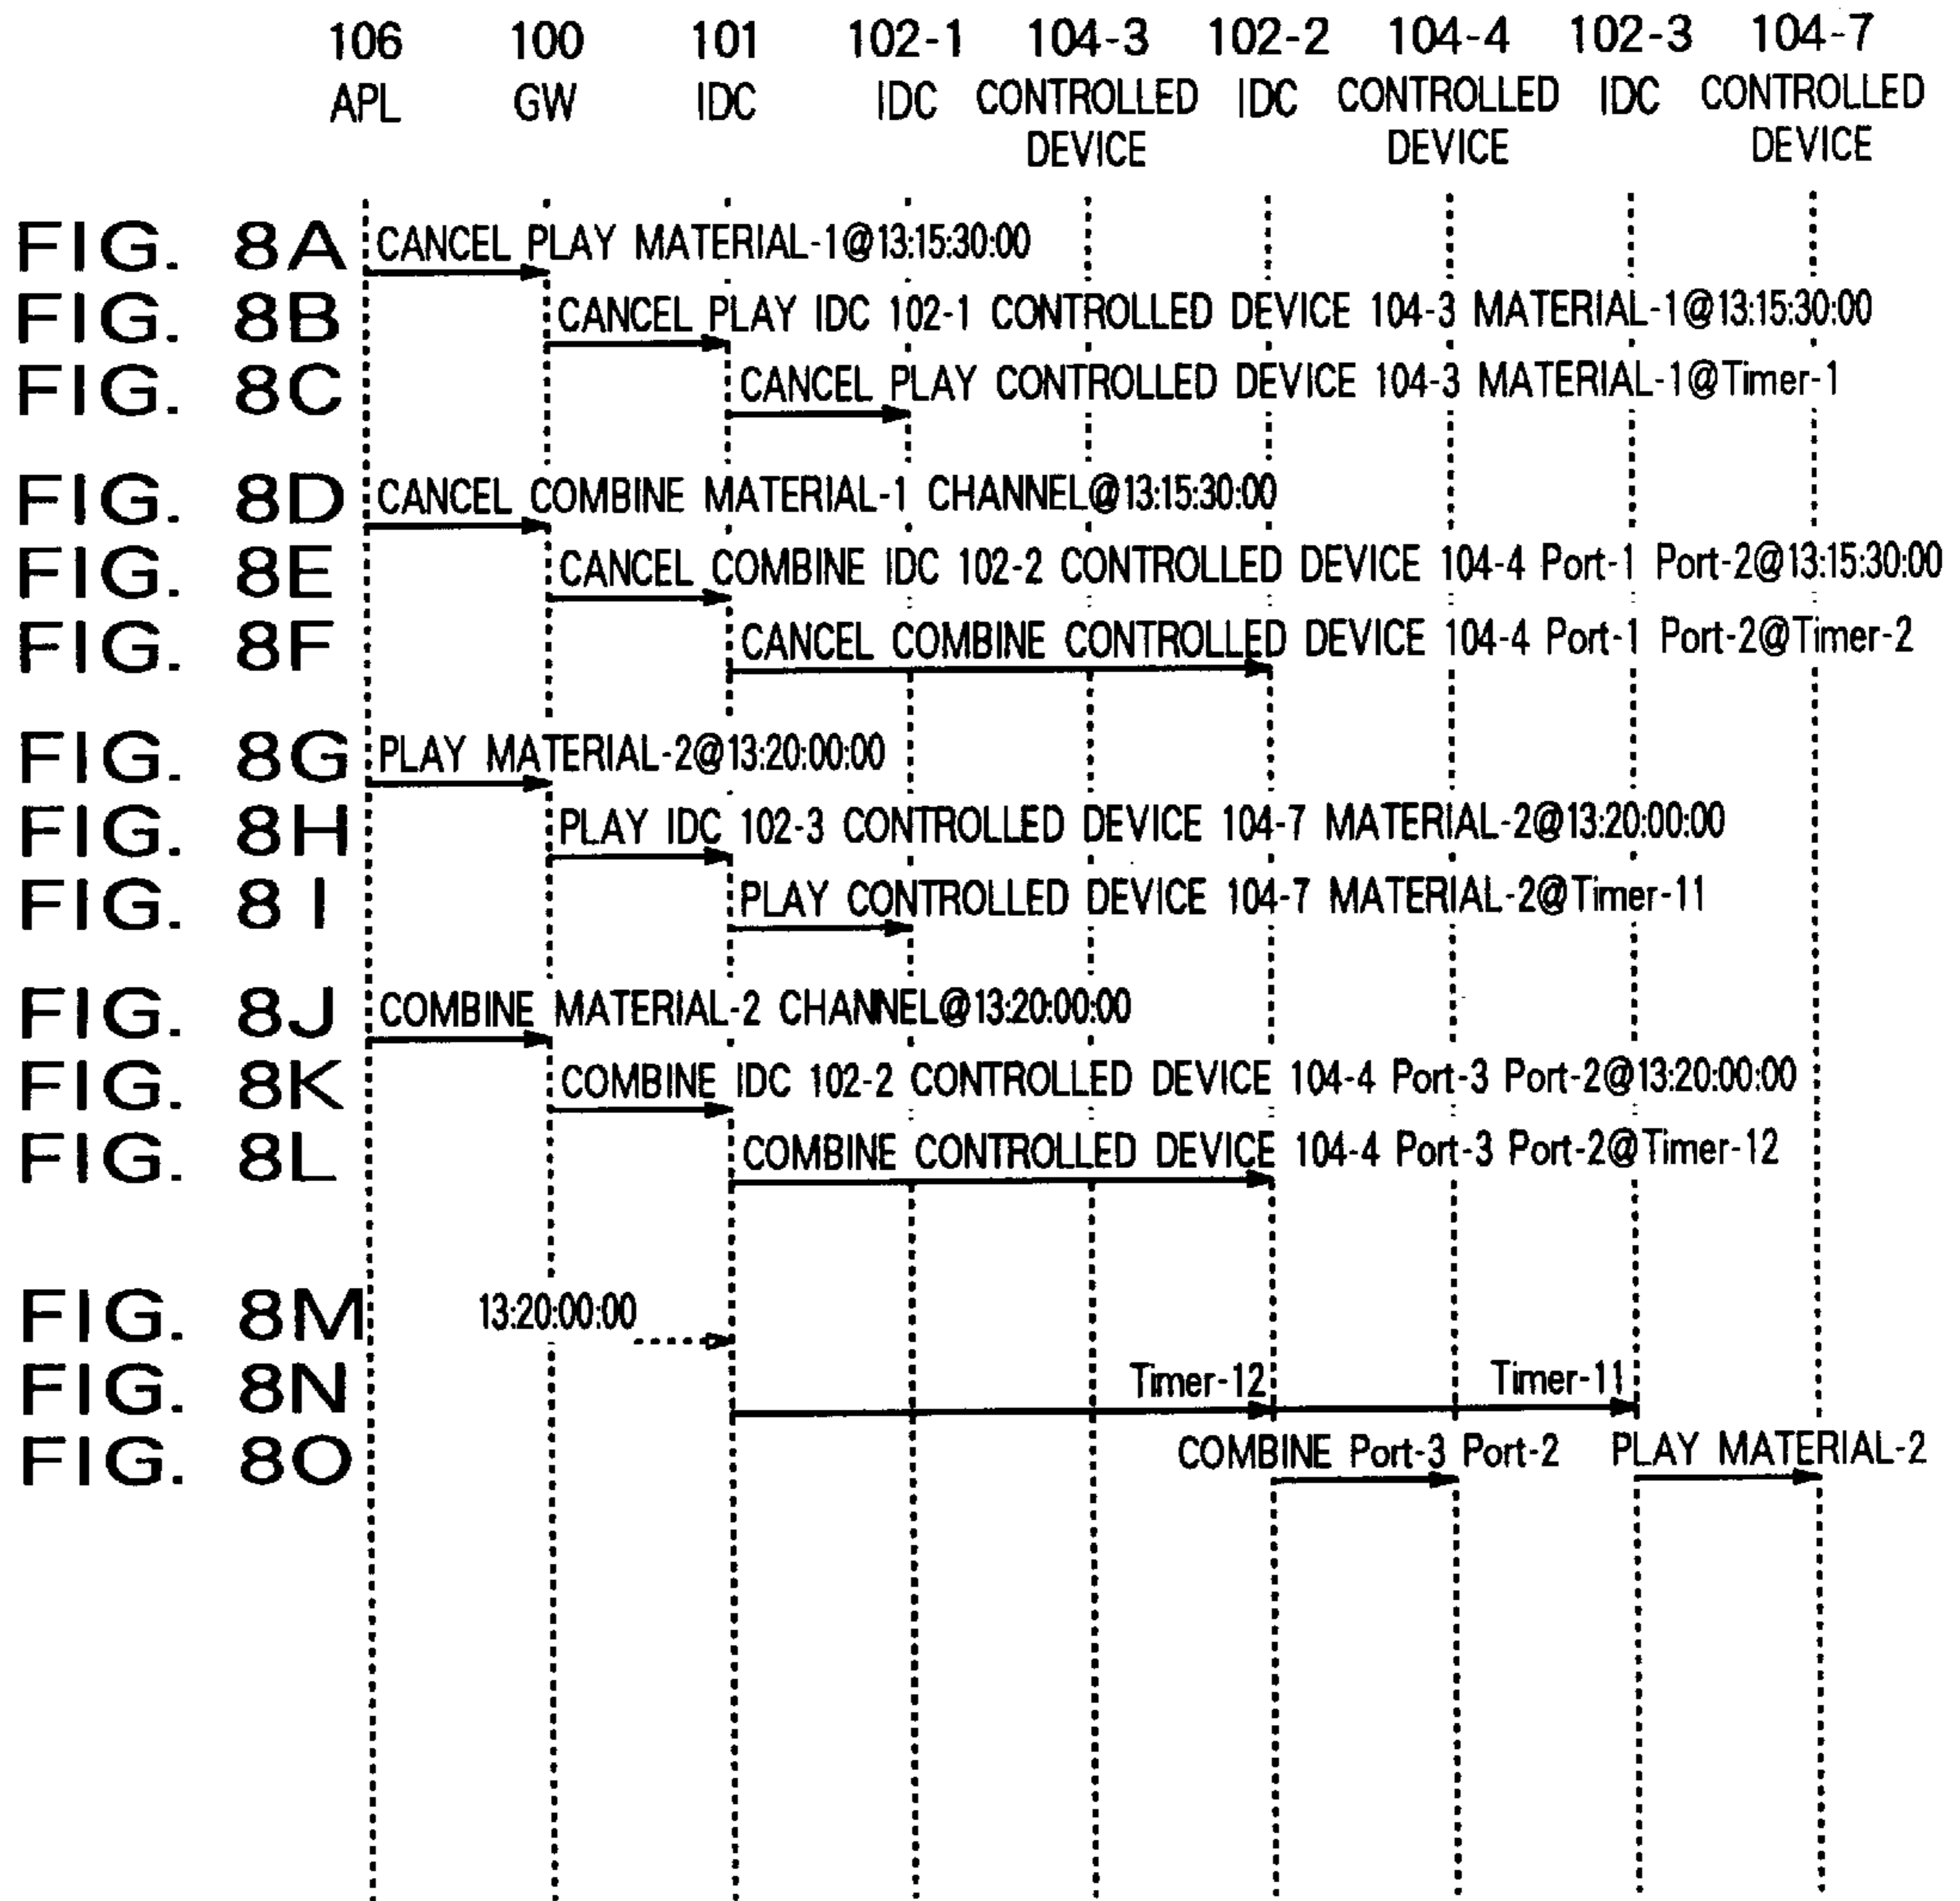 106 100 101 102-1 104-3 102-2 104-4 102-3 104-7
APL GW IDC IDC CONTROLLED IDC CONTROLLED IDC CONTROLLED
DEVICE DEVICE DEVICE
FIG. 8A CANCEL PLAY MATERIAL-1@13:15:30:00
FIG. 8B CANCEL PLAY IDC 102-1 CONTROLLED DEVICE 104-3 MATERIAL-1@13:15:30:00
FIG. 8C CANCEL PLAY CONTROLLED DEVICE 104-3 MATERIAL-1@Timer-1
FIG. 8D CANCEL COMBINE MATERIAL-1 CHANNEL@13:15:30:00
FIG. 8E CANCEL COMBINE IDC 102-2 CONTROLLED DEVICE 104-4 Port-1 Port-2@13:15:30:00
FIG. 8F CANCEL COMBINE CONTROLLED DEVICE 104-4 Port-1 Port-2@Timer-2
FIG. 8G PLAY MATERIAL-2@13:20:00:00
FIG. 8H PLAY IDC 102-3 CONTROLLED DEVICE 104-7 MATERIAL-2@13:20:00:00
FIG. 8I PLAY CONTROLLED DEVICE 104-7 MATERIAL-2@Timer-11
FIG. 8J COMBINE MATERIAL-2 CHANNEL@13:20:00:00
FIG. 8K COMBINE IDC 102-2 CONTROLLED DEVICE 104-4 Port-3 Port-2@13:20:00:00
FIG. 8L COMBINE CONTROLLED DEVICE 104-4 Port-3 Port-2@Timer-12
FIG. 8M 13:20:00:00
FIG. 8N Timer-12 Timer-11
FIG. 8O COMBINE Port-3 Port-2 PLAY MATERIAL-2